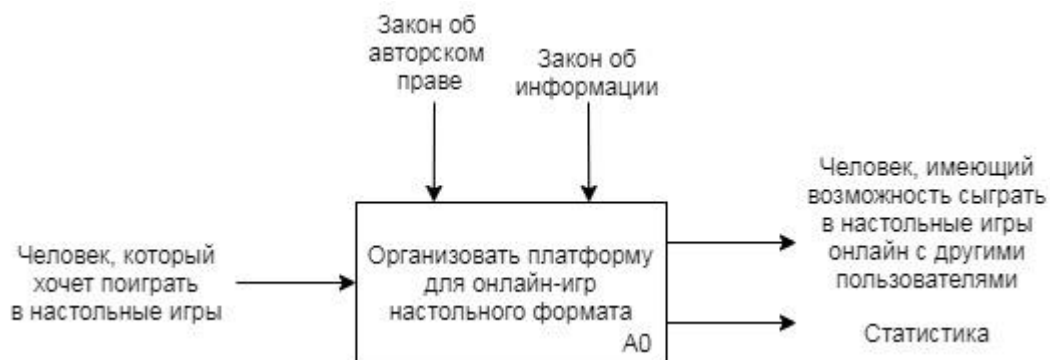 Закон об
авторском
праве
Закон об
информации
Человек, который
хочет поиграть
в настольные игры
Организовать платформу
для онлайн-игр
настольного формата
A0
Человек, имеющий
возможность сыграть
в настольные игры
онлайн с другими
пользователями
Статистика